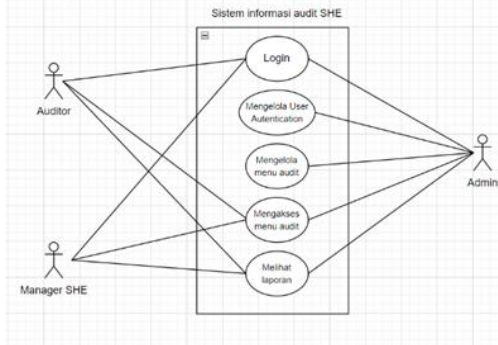 Sistem informasi audit SHE
Login
Auditor
Mengelola User
Autentication
Mengelola
menu audit
Admin
Mengakses
menu audit
Melihat
laporan
Manager SHE